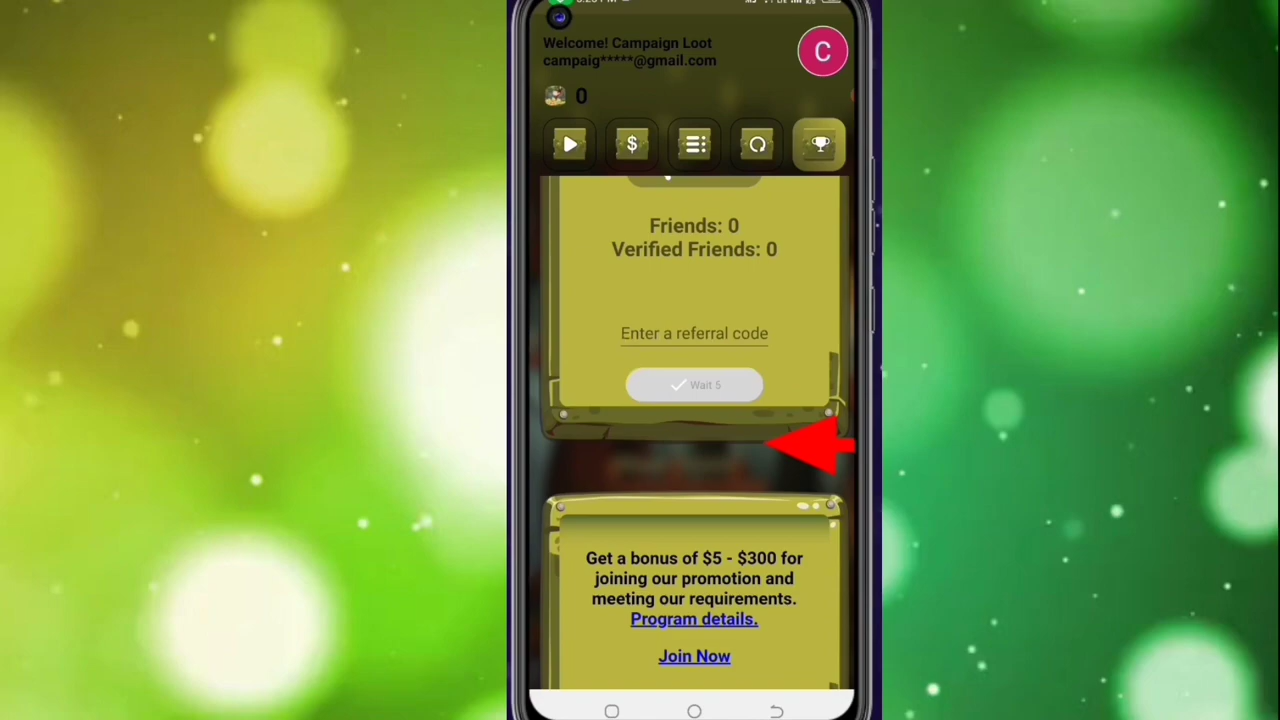 Welcome! Campaign Loot
campaig*****@gmail.com
C
0
$
Friends: 0
Verified Friends: 0
Enter a referral code
Wait 5
Get a bonus of $5 - $300 for
joining our promotion and
meeting our requirements.
Program details.
Join Now